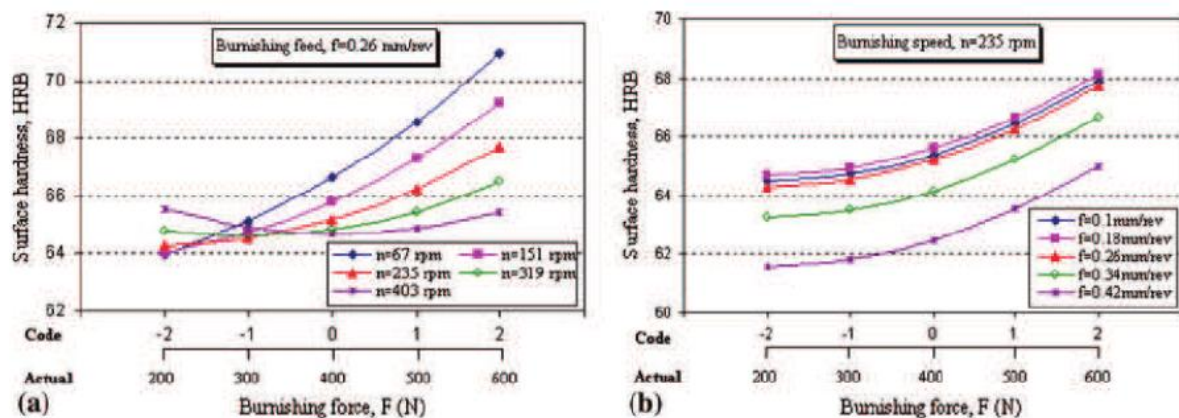 72
70
68
66
64
62
Surface hardness, HRB
Burnishing feed, f=0.26 mm/rev
n=67 rpm
n=151 rpm
n=235 rpm
n=319 rpm
n=403 rpm
Code
-2 -1 0 1 2
Actual
200 300 400 500 600
(a)
Burnishing force, F (N)
70
68
66
64
62
60
Surface hardness, HRB
Burnishing speed, n=235 rpm
f=0.1mm/rev
f=0.18mm/rev
f=0.26mm/rev
f=0.34mm/rev
f=0.42mm/rev
Code
-2 -1 0 1 2
Actual
200 300 400 500 600
(b)
Burnishing force, F (N)